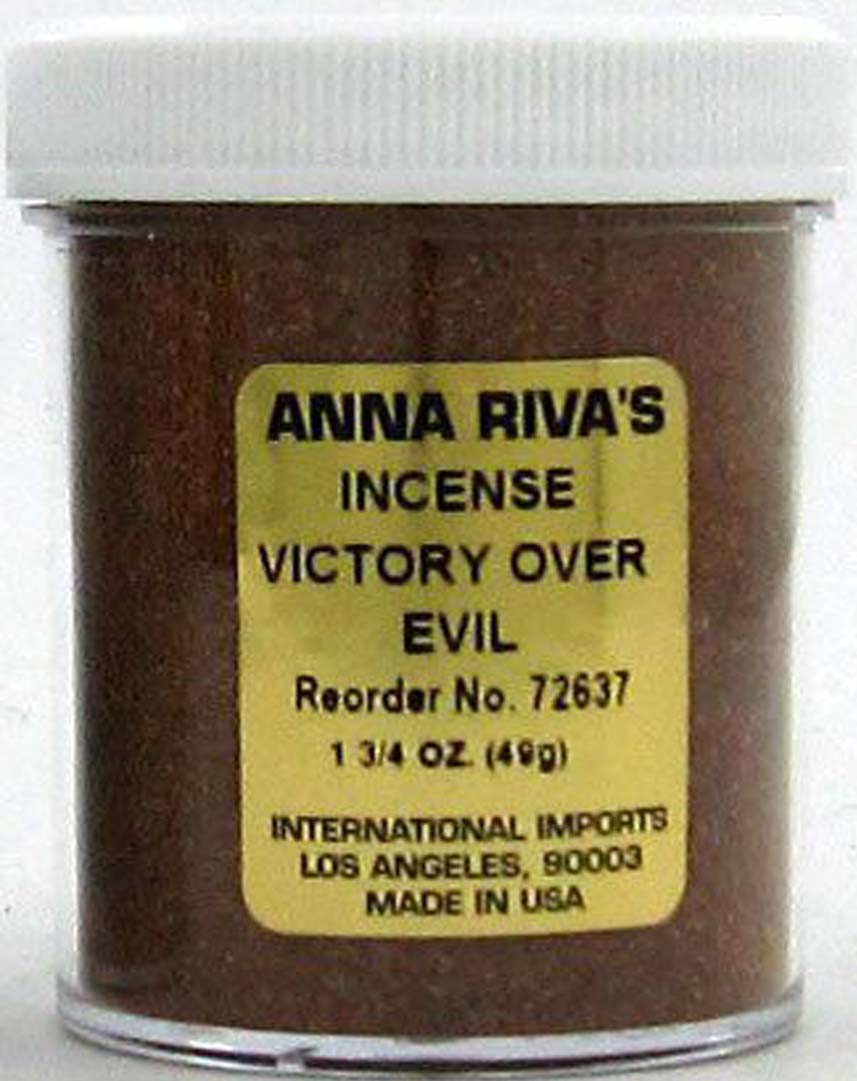 ANNA RIVA'S
INCENSE
VICTORY OVER
EVIL
Reorder No. 72637
1 3/4 OZ. (49g)
INTERNATIONAL IMPORTS
LOS ANGELES, 90003
MADE IN USA